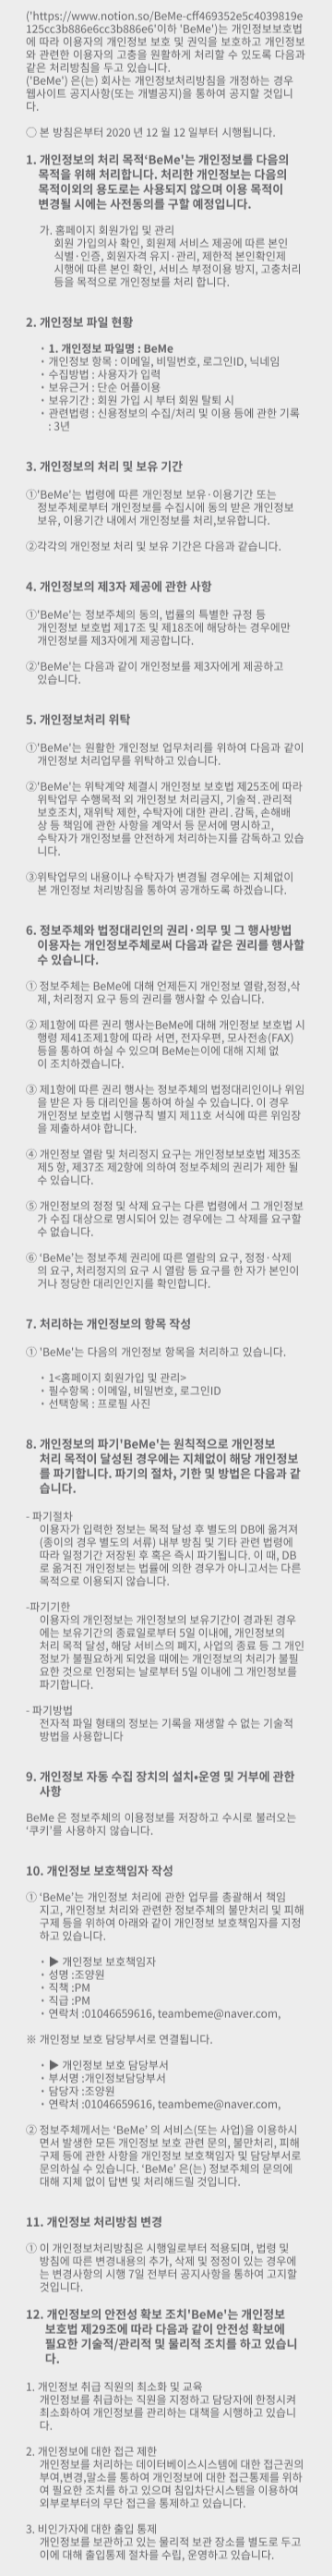 ('https://www.notion.so/BeMe-cff469352e5c4039819e
125cc3b886e6cc3b886e6'이하 'BeMe')는 개인정보보호법
에 따라 이용자의 개인정보 보호 및 권익을 보호하고 개인정보
와 관련한 이용자의 고충을 원활하게 처리할 수 있도록 다음과
같은 처리방침을 두고 있습니다.
('BeMe') 은(는) 회사는 개인정보처리방침을 개정하는 경우
웹사이트 공지사항(또는 개별공지)을 통하여 공지할 것입니
다.
○ 본 방침은부터 2020 년 12 월 12 일부터 시행됩니다.
1. 개인정보의 처리 목적‘BeMe'는 개인정보를 다음의
목적을 위해 처리합니다. 처리한 개인정보는 다음의
목적이외의 용도로는 사용되지 않으며 이용 목적이
변경될 시에는 사전동의를 구할 예정입니다.
가. 홈페이지 회원가입 및 관리
회원 가입의사 확인, 회원제 서비스 제공에 따른 본인
식별·인증, 회원자격 유지·관리, 제한적 본인확인제
시행에 따른 본인 확인, 서비스 부정이용 방지, 고충처리
등을 목적으로 개인정보를 처리 합니다.
2. 개인정보 파일 현황
· 1. 개인정보 파일명 : BeMe
· 개인정보 항목 : 이메일, 비밀번호, 로그인ID, 닉네임
· 수집방법 : 사용자가 입력
· 보유근거 : 단순 어플이용
· 보유기간 : 회원 가입 시 부터 회원 탈퇴 시
· 관련법령 : 신용정보의 수집/처리 및 이용 등에 관한 기록
: 3년
3. 개인정보의 처리 및 보유 기간
①'BeMe'는 법령에 따른 개인정보 보유·이용기간 또는
정보주체로부터 개인정보를 수집시에 동의 받은 개인정보
보유, 이용기간 내에서 개인정보를 처리,보유합니다.
②각각의 개인정보 처리 및 보유 기간은 다음과 같습니다.
4. 개인정보의 제3자 제공에 관한 사항
①'BeMe'는 정보주체의 동의, 법률의 특별한 규정 등
개인정보 보호법 제17조 및 제18조에 해당하는 경우에만
개인정보를 제3자에게 제공합니다.
②'BeMe'는 다음과 같이 개인정보를 제3자에게 제공하고
있습니다.
5. 개인정보처리 위탁
①'BeMe'는 원활한 개인정보 업무처리를 위하여 다음과 같이
개인정보 처리업무를 위탁하고 있습니다.
②'BeMe'는 위탁계약 체결시 개인정보 보호법 제25조에 따라
위탁업무 수행목적 외 개인정보 처리금지, 기술적․관리적
보호조치, 재위탁 제한, 수탁자에 대한 관리․감독, 손해배
상 등 책임에 관한 사항을 계약서 등 문서에 명시하고,
수탁자가 개인정보를 안전하게 처리하는지를 감독하고 있습
니다.
③위탁업무의 내용이나 수탁자가 변경될 경우에는 지체없이
본 개인정보 처리방침을 통하여 공개하도록 하겠습니다.
6. 정보주체와 법정대리인의 권리·의무 및 그 행사방법
이용자는 개인정보주체로써 다음과 같은 권리를 행사할
수 있습니다.
① 정보주체는 BeMe에 대해 언제든지 개인정보 열람,정정,삭
제, 처리정지 요구 등의 권리를 행사할 수 있습니다.
② 제1항에 따른 권리 행사는BeMe에 대해 개인정보 보호법 시
행령 제41조제1항에 따라 서면, 전자우편, 모사전송(FAX)
등을 통하여 하실 수 있으며 BeMe는이에 대해 지체 없
이 조치하겠습니다.
③ 제1항에 따른 권리 행사는 정보주체의 법정대리인이나 위임
을 받은 자 등 대리인을 통하여 하실 수 있습니다. 이 경우
개인정보 보호법 시행규칙 별지 제11호 서식에 따른 위임장
을 제출하셔야 합니다.
④ 개인정보 열람 및 처리정지 요구는 개인정보보호법 제35조
제5 항, 제37조 제2항에 의하여 정보주체의 권리가 제한 될
수 있습니다.
⑤ 개인정보의 정정 및 삭제 요구는 다른 법령에서 그 개인정보
가 수집 대상으로 명시되어 있는 경우에는 그 삭제를 요구할
수 없습니다.
⑥ ‘BeMe'는 정보주체 권리에 따른 열람의 요구, 정정·삭제
의 요구, 처리정지의 요구 시 열람 등 요구를 한 자가 본인이
거나 정당한 대리인인지를 확인합니다.
7. 처리하는 개인정보의 항목 작성
① 'BeMe'는 다음의 개인정보 항목을 처리하고 있습니다.
· 1<홈페이지 회원가입 및 관리>
· 필수항목 : 이메일, 비밀번호, 로그인ID
· 선택항목 : 프로필 사진
8. 개인정보의 파기'BeMe'는 원칙적으로 개인정보
처리 목적이 달성된 경우에는 지체없이 해당 개인정보
를 파기합니다. 파기의 절차, 기한 및 방법은 다음과 같
습니다.
- 파기절차
이용자가 입력한 정보는 목적 달성 후 별도의 DB에 옮겨져
(종이의 경우 별도의 서류) 내부 방침 및 기타 관련 법령에
따라 일정기간 저장된 후 혹은 즉시 파기됩니다. 이 때, DB
로 옮겨진 개인정보는 법률에 의한 경우가 아니고서는 다른
목적으로 이용되지 않습니다.
-파기기한
이용자의 개인정보는 개인정보의 보유기간이 경과된 경우
에는 보유기간의 종료일로부터 5일 이내에, 개인정보의
처리 목적 달성, 해당 서비스의 폐지, 사업의 종료 등 그 개인
정보가 불필요하게 되었을 때에는 개인정보의 처리가 불필
요한 것으로 인정되는 날로부터 5일 이내에 그 개인정보를
파기합니다.
- 파기방법
전자적 파일 형태의 정보는 기록을 재생할 수 없는 기술적
방법을 사용합니다
9. 개인정보 자동 수집 장치의 설치•운영 및 거부에 관한
사항
BeMe 은 정보주체의 이용정보를 저장하고 수시로 불러오는
'쿠키'를 사용하지 않습니다.
10. 개인정보 보호책임자 작성
① ‘BeMe’는 개인정보 처리에 관한 업무를 총괄해서 책임
지고, 개인정보 처리와 관련한 정보주체의 불만처리 및 피해
구제 등을 위하여 아래와 같이 개인정보 보호책임자를 지정
하고 있습니다.
· ▶ 개인정보 보호책임자
· 성명 :조양원
· 직책 :PM
· 직급 :PM
· 연락처 :01046659616, teambeme@naver.com,
※ 개인정보 보호 담당부서로 연결됩니다.
· ▶ 개인정보 보호 담당부서
· 부서명 :개인정보담당부서
· 담당자 :조양원
· 연락처 :01046659616, teambeme@naver.com,
② 정보주체께서는 ‘BeMe’ 의 서비스(또는 사업)을 이용하시
면서 발생한 모든 개인정보 보호 관련 문의, 불만처리, 피해
구제 등에 관한 사항을 개인정보 보호책임자 및 담당부서로
문의하실 수 있습니다. ‘BeMe’ 은(는) 정보주체의 문의에
대해 지체 없이 답변 및 처리해드릴 것입니다.
11. 개인정보 처리방침 변경
① 이 개인정보처리방침은 시행일로부터 적용되며, 법령 및
방침에 따른 변경내용의 추가, 삭제 및 정정이 있는 경우에
는 변경사항의 시행 7일 전부터 공지사항을 통하여 고지할
것입니다.
12. 개인정보의 안전성 확보 조치'BeMe'는 개인정보
보호법 제29조에 따라 다음과 같이 안전성 확보에
필요한 기술적/관리적 및 물리적 조치를 하고 있습니
다.
1. 개인정보 취급 직원의 최소화 및 교육
개인정보를 취급하는 직원을 지정하고 담당자에 한정시켜
최소화하여 개인정보를 관리하는 대책을 시행하고 있습니
다.
2. 개인정보에 대한 접근 제한
개인정보를 처리하는 데이터베이스시스템에 대한 접근권의
부여,변경,말소를 통하여 개인정보에 대한 접근통제를 위하
여 필요한 조치를 하고 있으며 침입차단시스템을 이용하여
외부로부터의 무단 접근을 통제하고 있습니다.
3. 비인가자에 대한 출입 통제
개인정보를 보관하고 있는 물리적 보관 장소를 별도로 두고
이에 대해 출입통제 절차를 수립, 운영하고 있습니다.